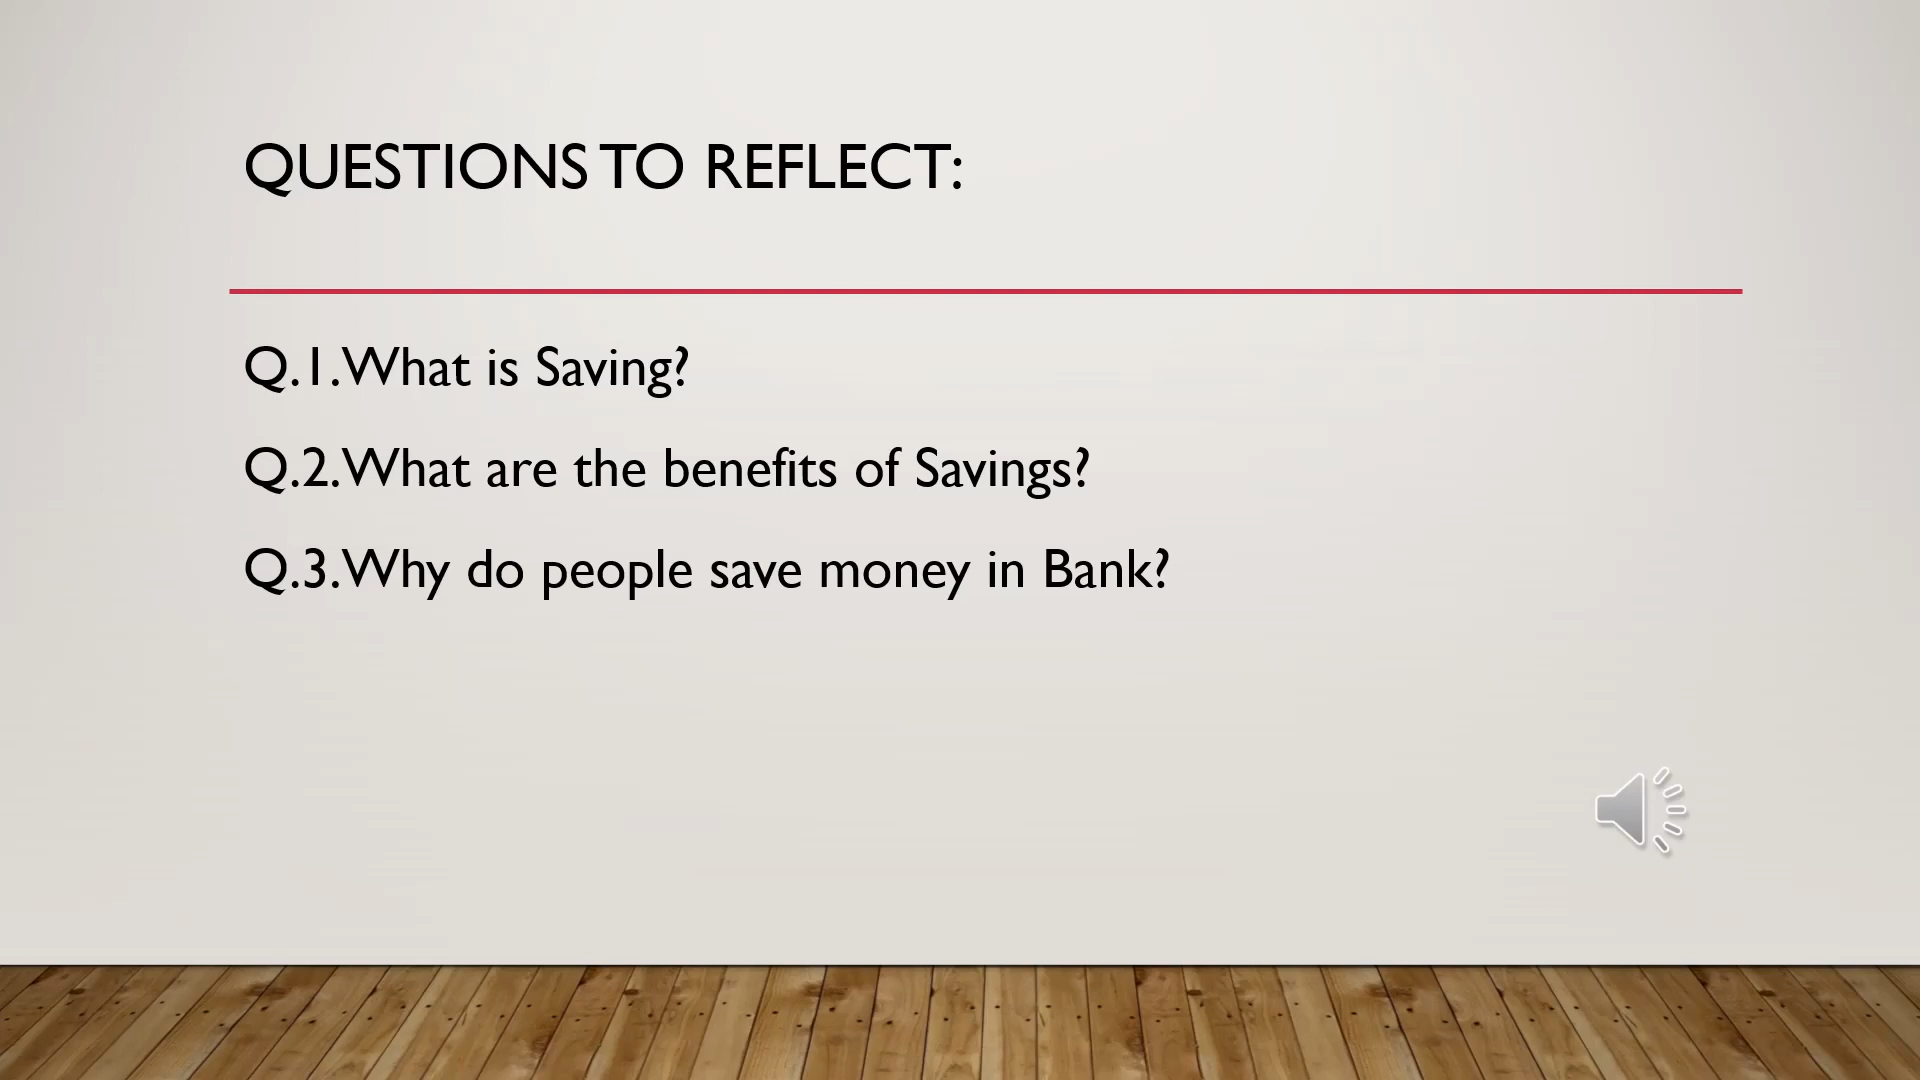 QUESTIONS TO REFLECT:
Q.1. What is Saving?
Q.2. What are the benefits of Savings?
Q.3. Why do people save money in Bank?